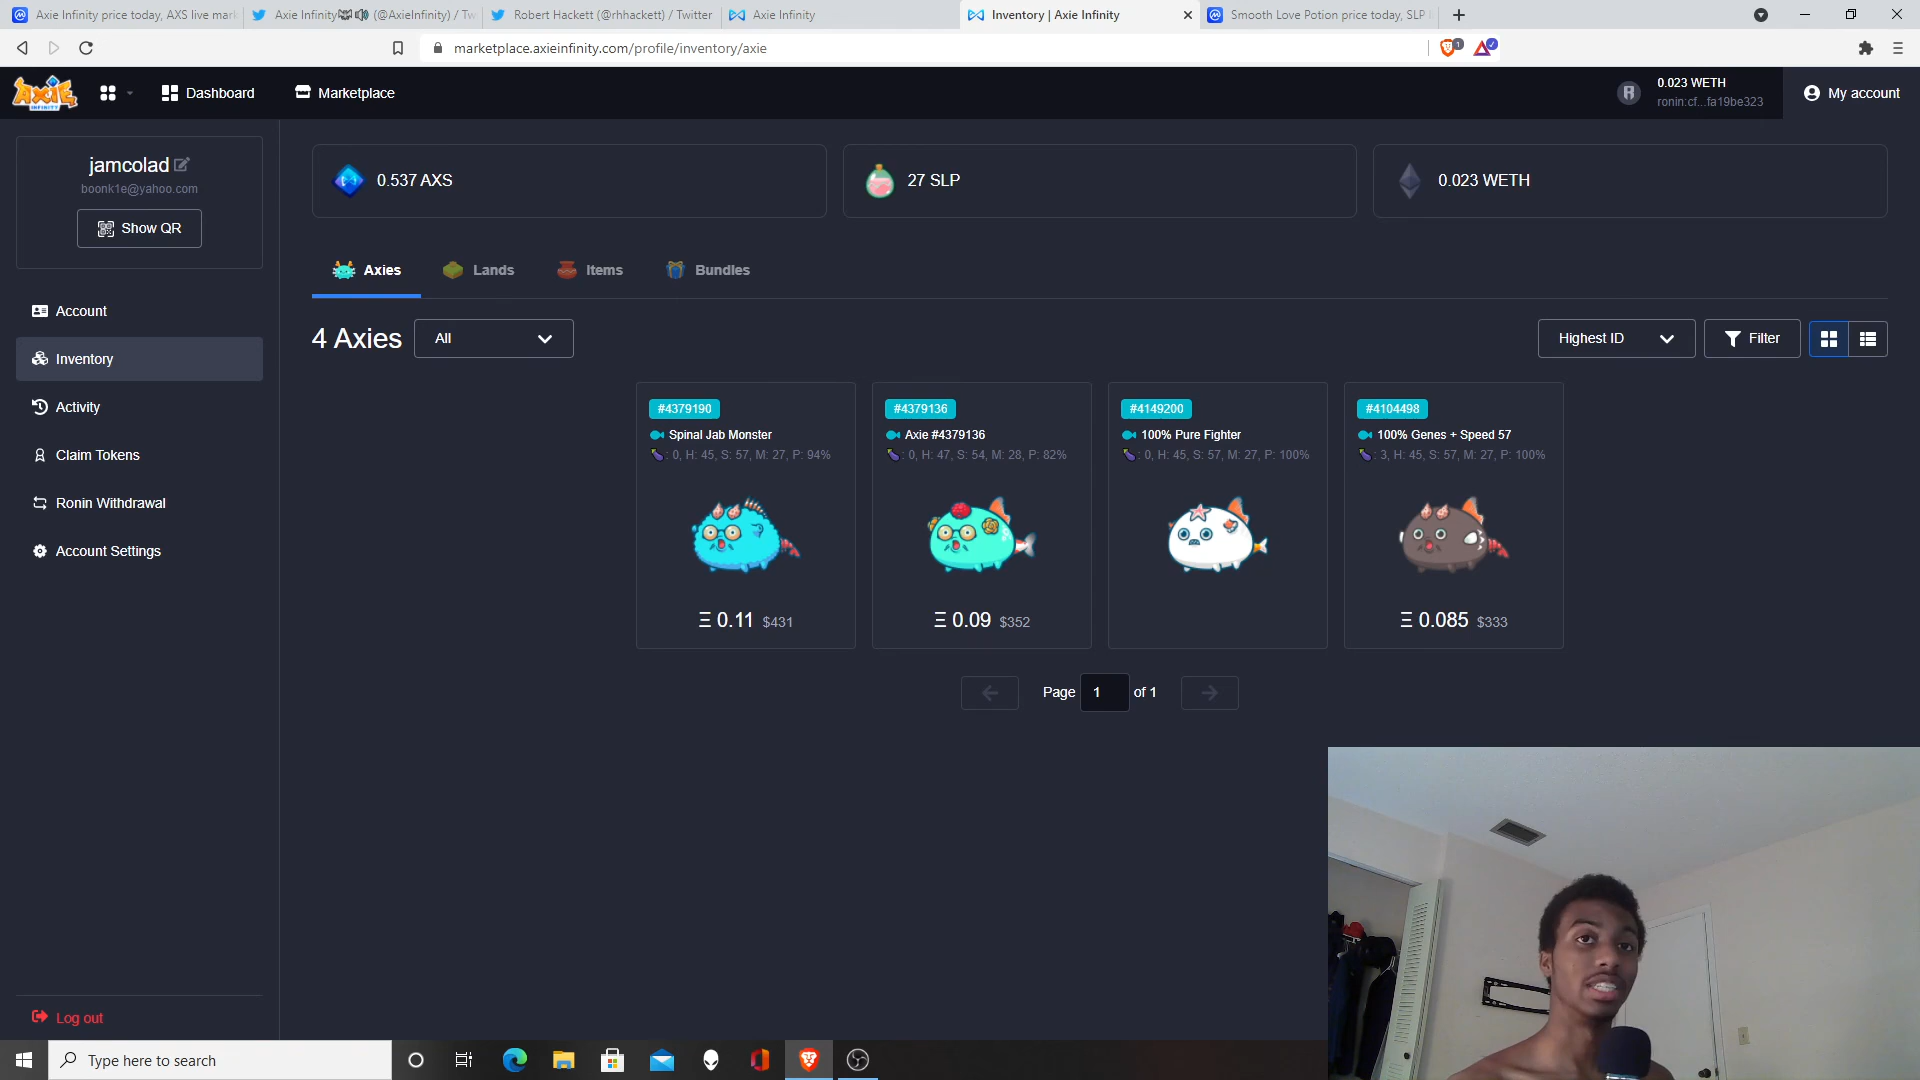 Axie Infinity price today, AXS live mark
Axie Infinity (@AxieInfinity) / Tw
Robert Hackett (@rhhackett) / Twitter
Axie Infinity
Inventory | Axie Infinity
Smooth Love Potion price today, SLP
marketplace.axieinfinity.com/profile/inventory/axie
1
AXIE
INFINITY
Dashboard
Marketplace
0.023 WETH
ronin:cf...fa19be323
My account
jamcolad
boonk1e@yahoo.com
Show QR
Account
Inventory
Activity
Claim Tokens
Ronin Withdrawal
Account Settings
Log out
0.537 AXS
27 SLP
0.023 WETH
Axies
Lands
Items
Bundles
4 Axies
All
Highest ID
Filter
#4379190
Spinal Jab Monster
: 0, H: 45, S: 57, M: 27, P: 94%
Ξ 0.11 $431
#4379136
Axie #4379136
: 0, H: 47, S: 54, M: 28, P: 82%
Ξ 0.09 $352
#4149200
100% Pure Fighter
: 0, H: 45, S: 57, M: 27, P: 100%
#4104498
100% Genes + Speed 57
: 3, H: 45, S: 57, M: 27, P: 100%
Ξ 0.085 $333
Page 1 of 1
Type here to search